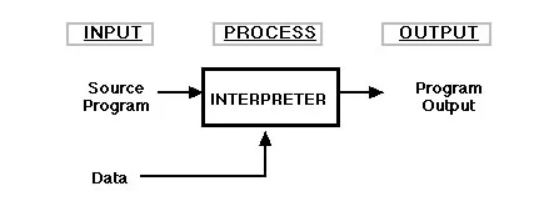 INPUT
PROCESS
OUTPUT
Source
Program
INTERPRETER
Program
Output
Data